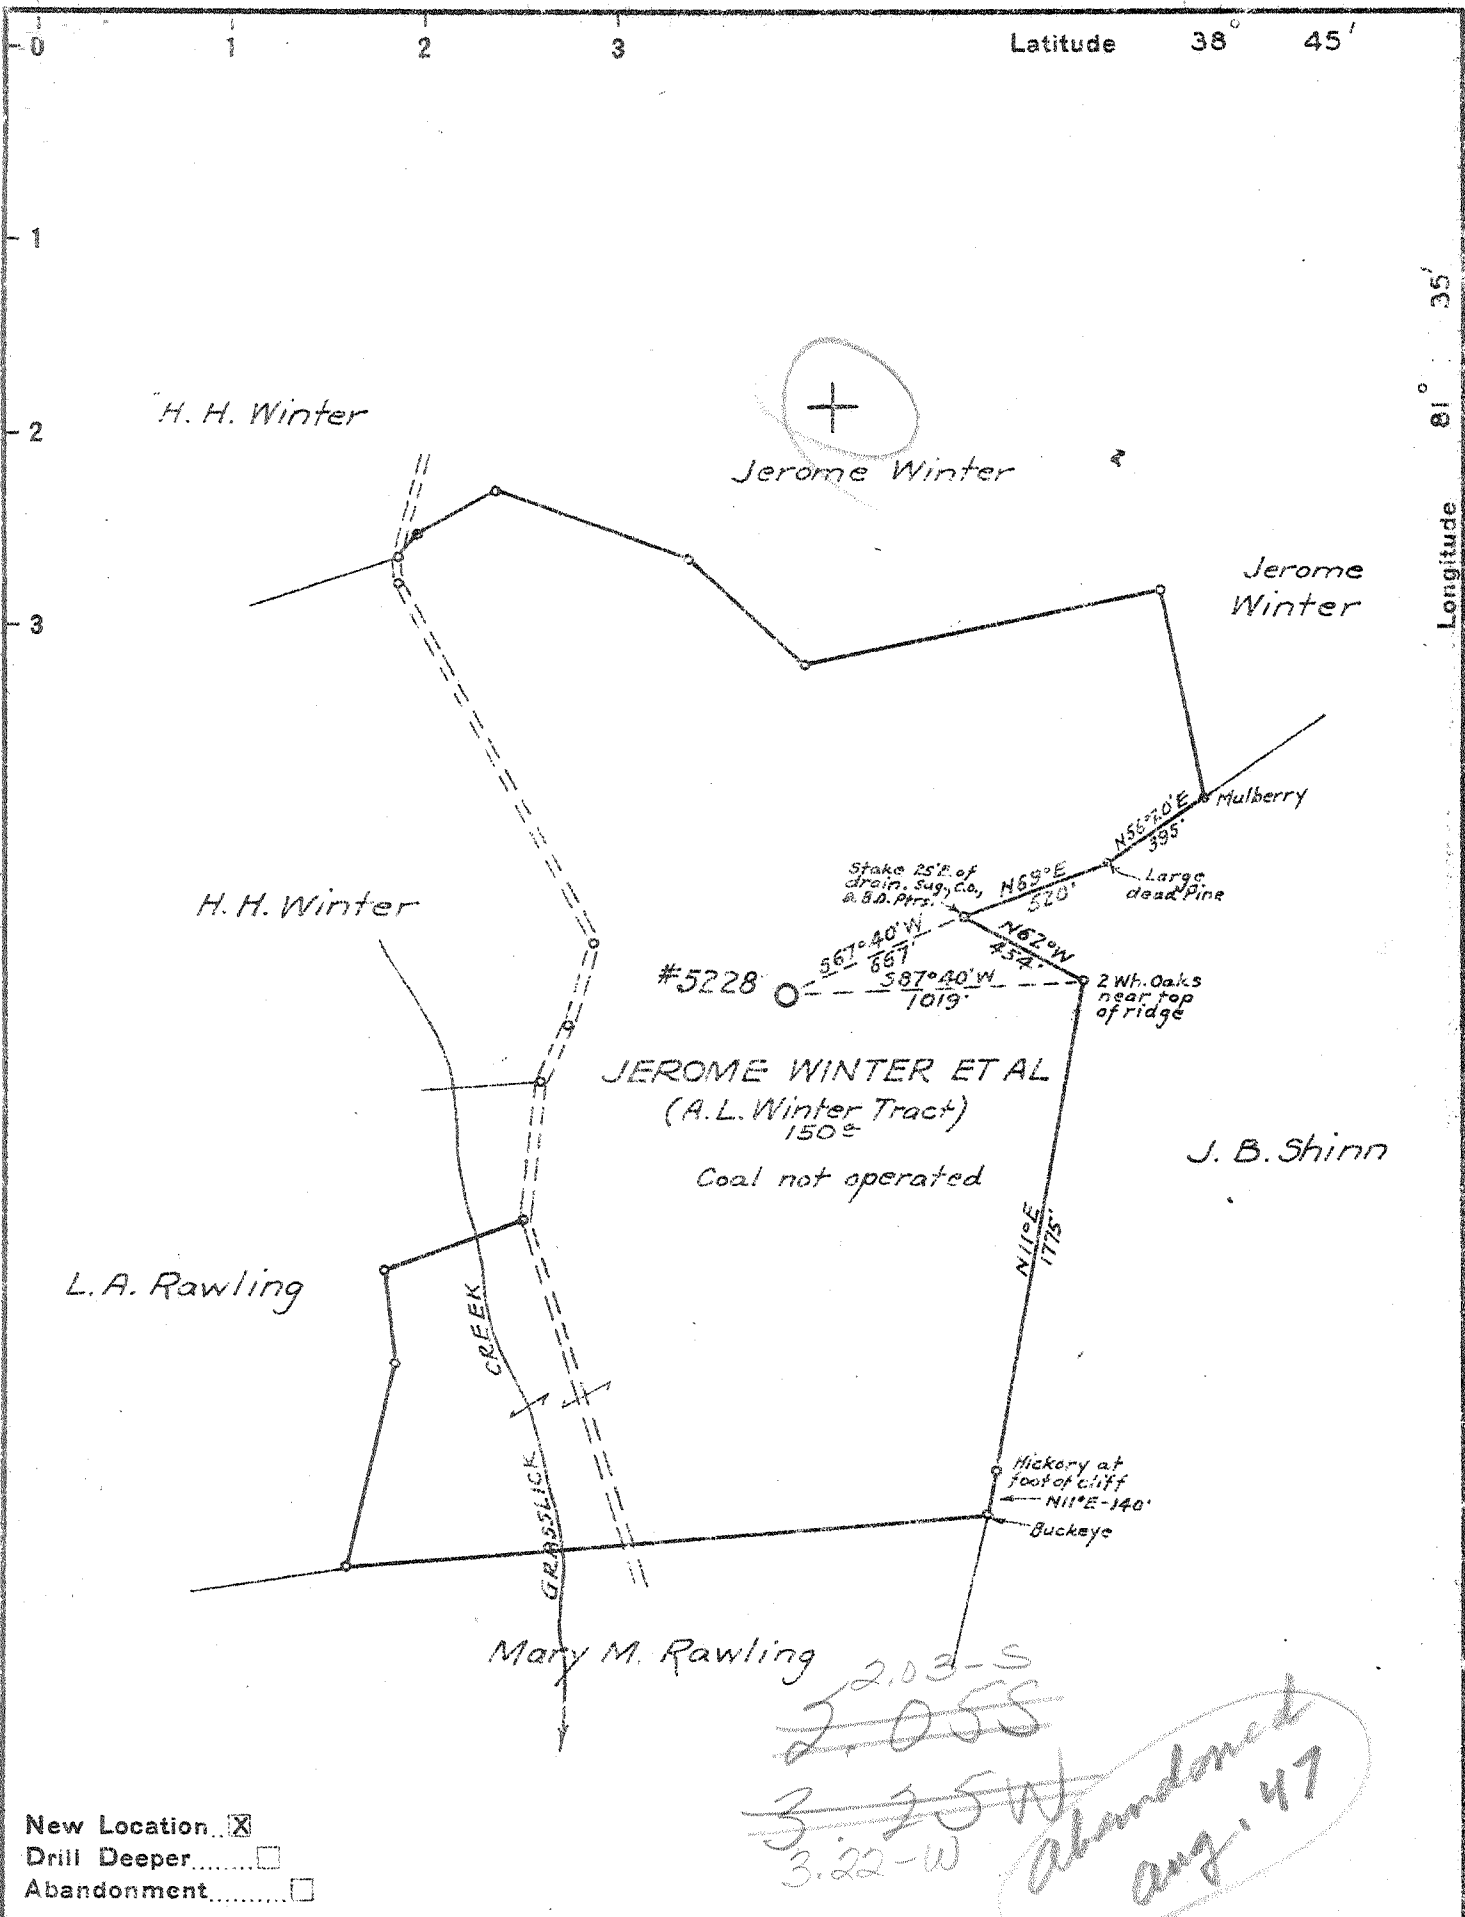 0 1 2 3 Latitude 38° 45'
1
2
3
Longitude 81° 35'
H. H. Winter
Jerome Winter
Jerome
Winter
Mulberry
N56°20'E
395'
Large
dead Pine
Stake 25'E. of
drain. Sug., C.O.,
& B.O. Ptrs.
N69°E
520'
N62°W
454'
S67°40'W
667'
S87°40'W
1019'
2 Wh. Oaks
near top
of ridge
H. H. Winter
#5228
JEROME WINTER ET AL
(A. L. Winter Tract)
150 a
Coal not operated
J. B. Shinn
N11°E
1775'
L. A. Rawling
CREEK
GRASSLICK
Hickory at
foot of cliff
N11°E-140'
Buckeye
Mary M. Rawling
2.03-S
2.05S
3.25W
3.22-W
Abandoned
Aug. 47
New Location X
Drill Deeper
Abandonment